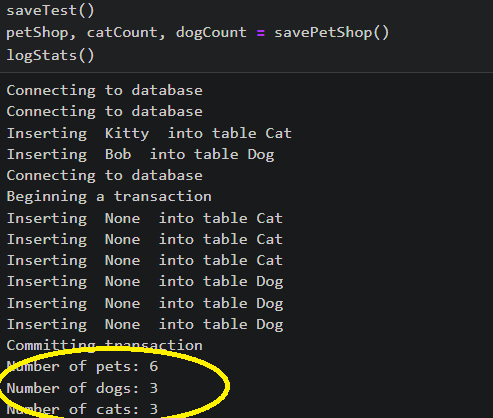 saveTest()
petShop, catCount, dogCount = savePetShop()
logStats()
Connecting to database
Connecting to database
Inserting  Kitty  into table Cat
Inserting  Bob  into table Dog
Connecting to database
Beginning a transaction
Inserting  None  into table Cat
Inserting  None  into table Cat
Inserting  None  into table Cat
Inserting  None  into table Dog
Inserting  None  into table Dog
Inserting  None  into table Dog
Committing transaction
Number of pets: 6
Number of dogs: 3
Number of cats: 3